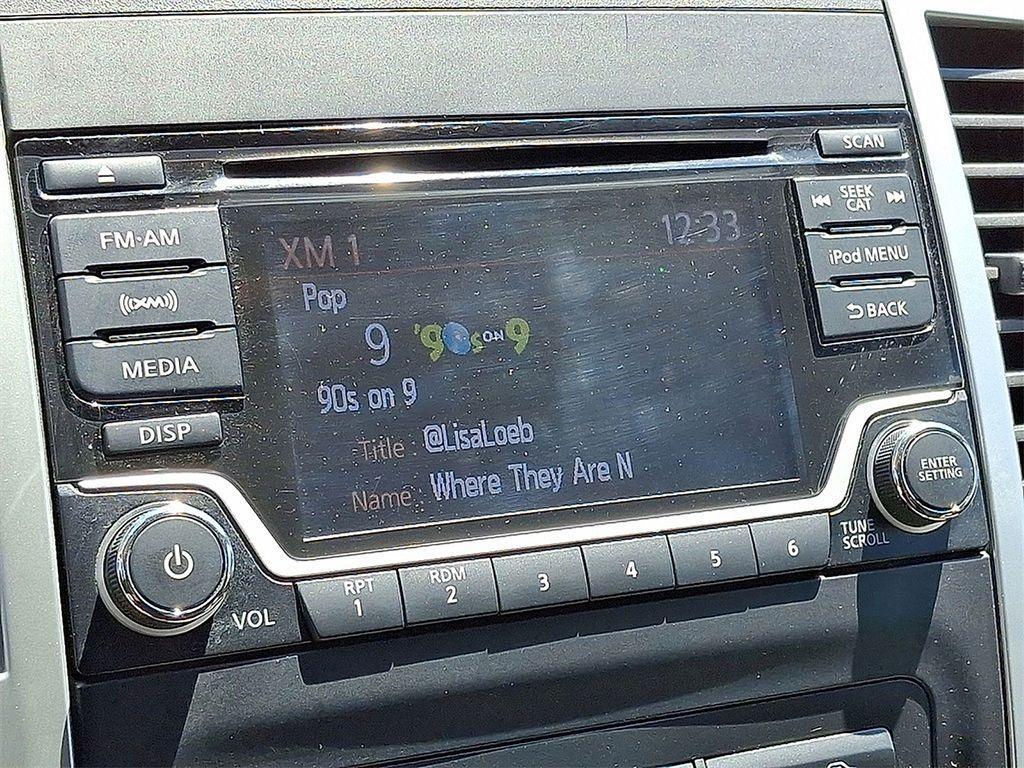 SCAN
FM·AM
SEEK
CAT
XM 1
12:33
iPod MENU
((XM))
Pop
9 '90s ON 9
BACK
MEDIA
90s on 9
DISP
Title @LisaLoeb
Name Where They Are N
ENTER
SETTING
TUNE
SCROLL
VOL
RPT
1
RDM
2
3
4
5
6